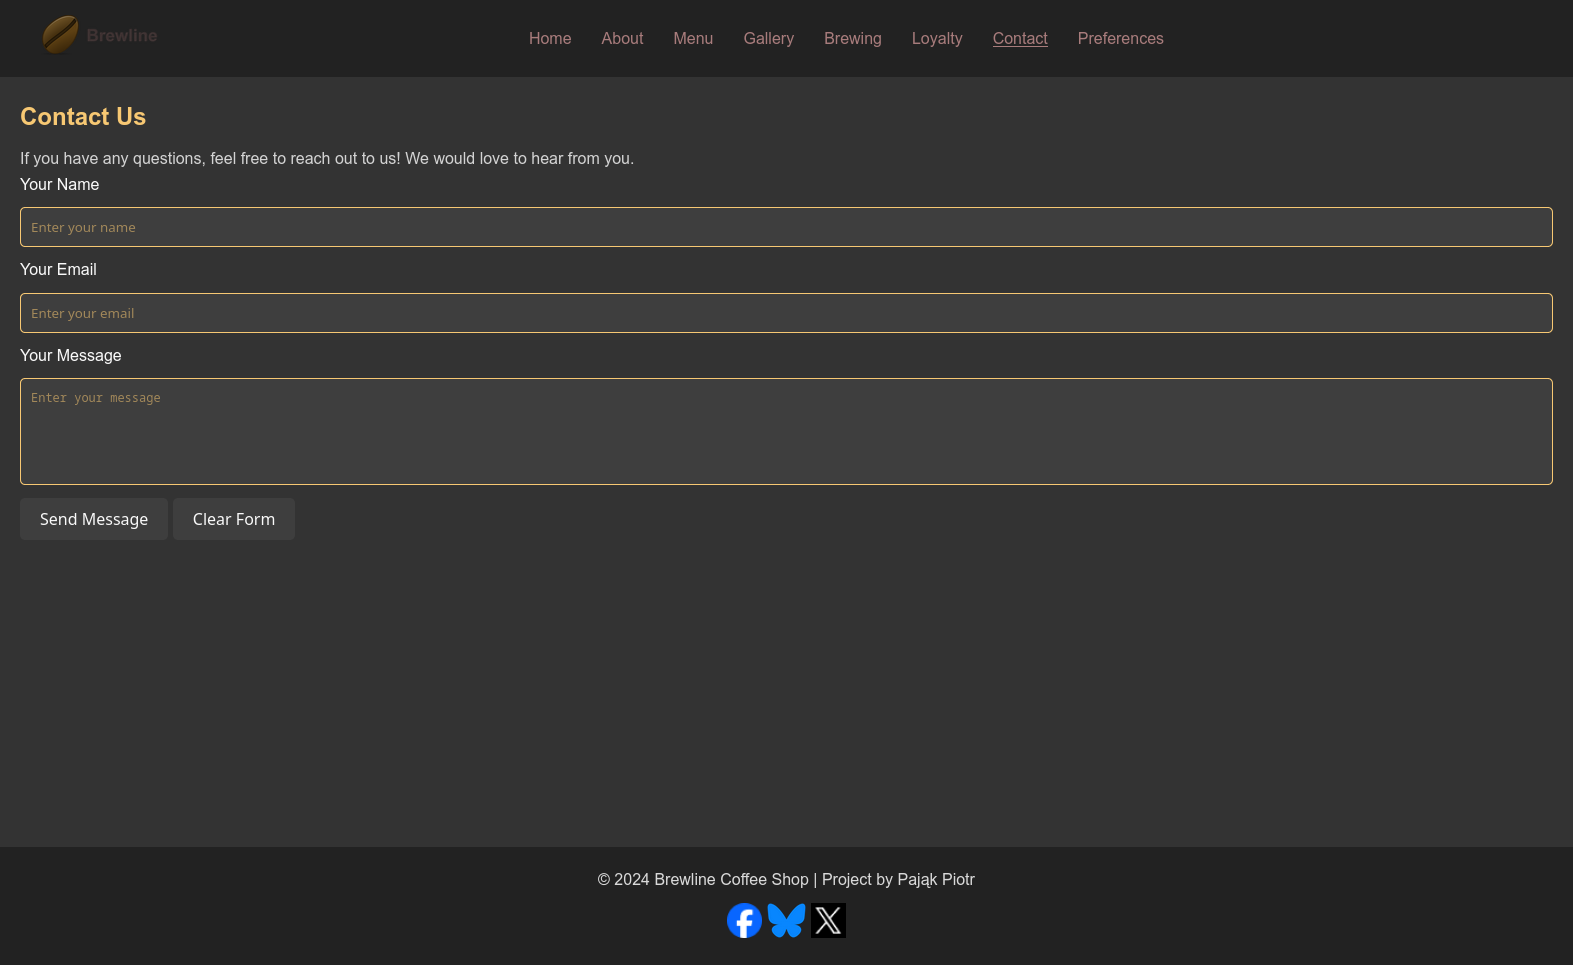 Brewline
Home About Menu Gallery Brewing Loyalty Contact Preferences
Contact Us
If you have any questions, feel free to reach out to us! We would love to hear from you.
Your Name
Enter your name
Your Email
Enter your email
Your Message
Enter your message
Send Message Clear Form
© 2024 Brewline Coffee Shop | Project by Pająk Piotr